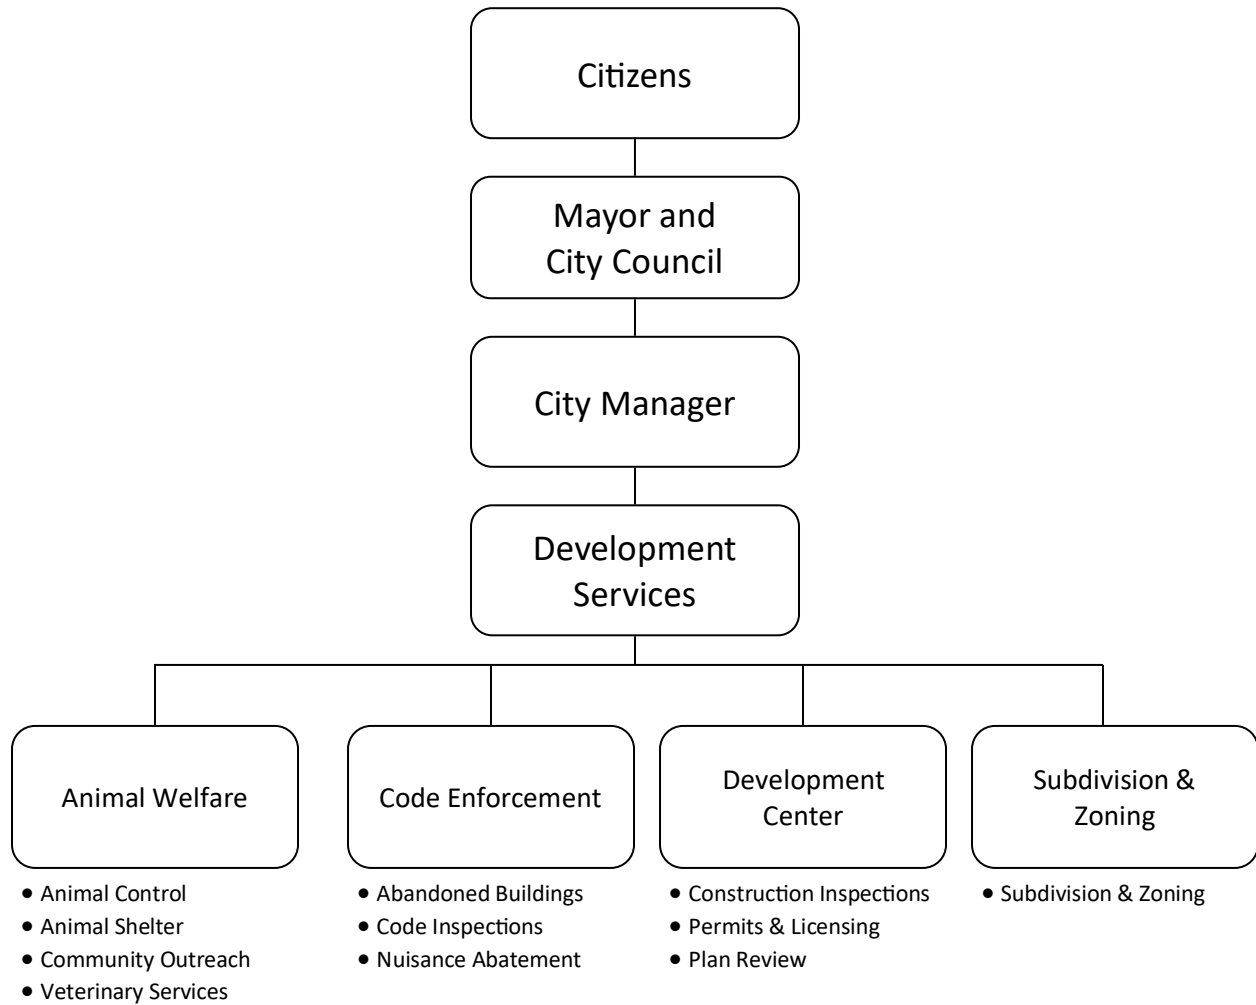 Citizens
Mayor and
City Council
City Manager
Development
Services
Animal Welfare
Code Enforcement
Development
Center
Subdivision &
Zoning
• Animal Control
• Animal Shelter
• Community Outreach
• Veterinary Services
• Abandoned Buildings
• Code Inspections
• Nuisance Abatement
• Construction Inspections
• Permits & Licensing
• Plan Review
• Subdivision & Zoning